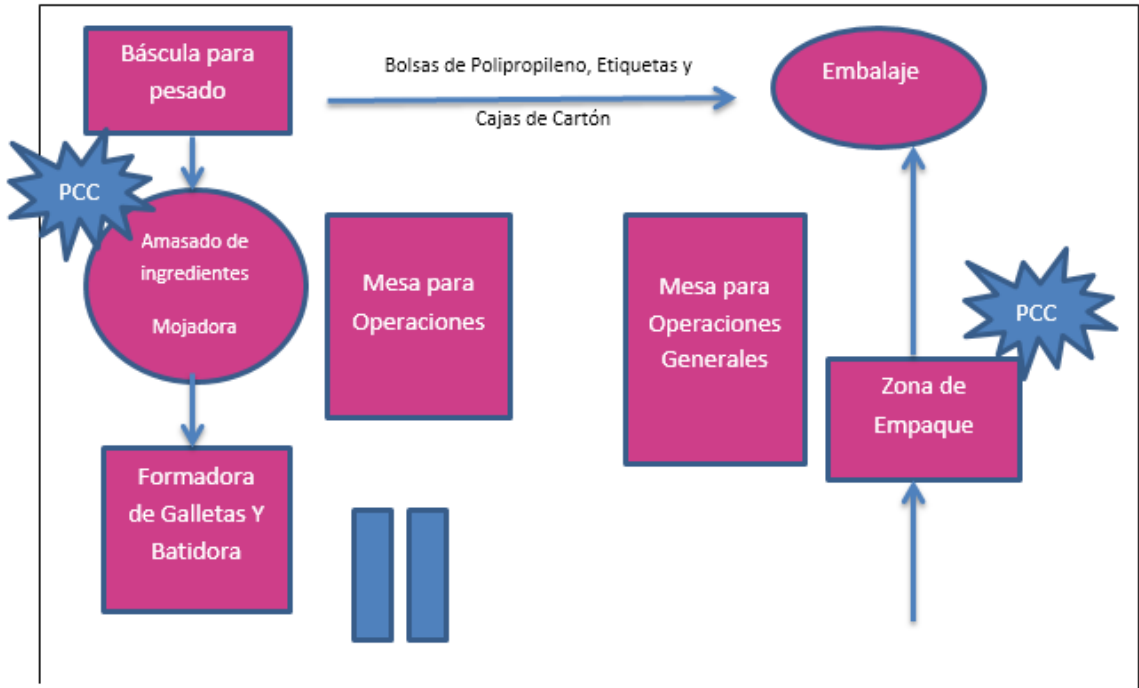 Báscula para
pesado
Bolsas de Polipropileno, Etiquetas y
Cajas de Cartón
Embalaje
PCC
Amasado de
ingredientes
Mojadora
Mesa para
Operaciones
Mesa para
Operaciones
Generales
PCC
Zona de
Empaque
Formadora
de Galletas Y
Batidora